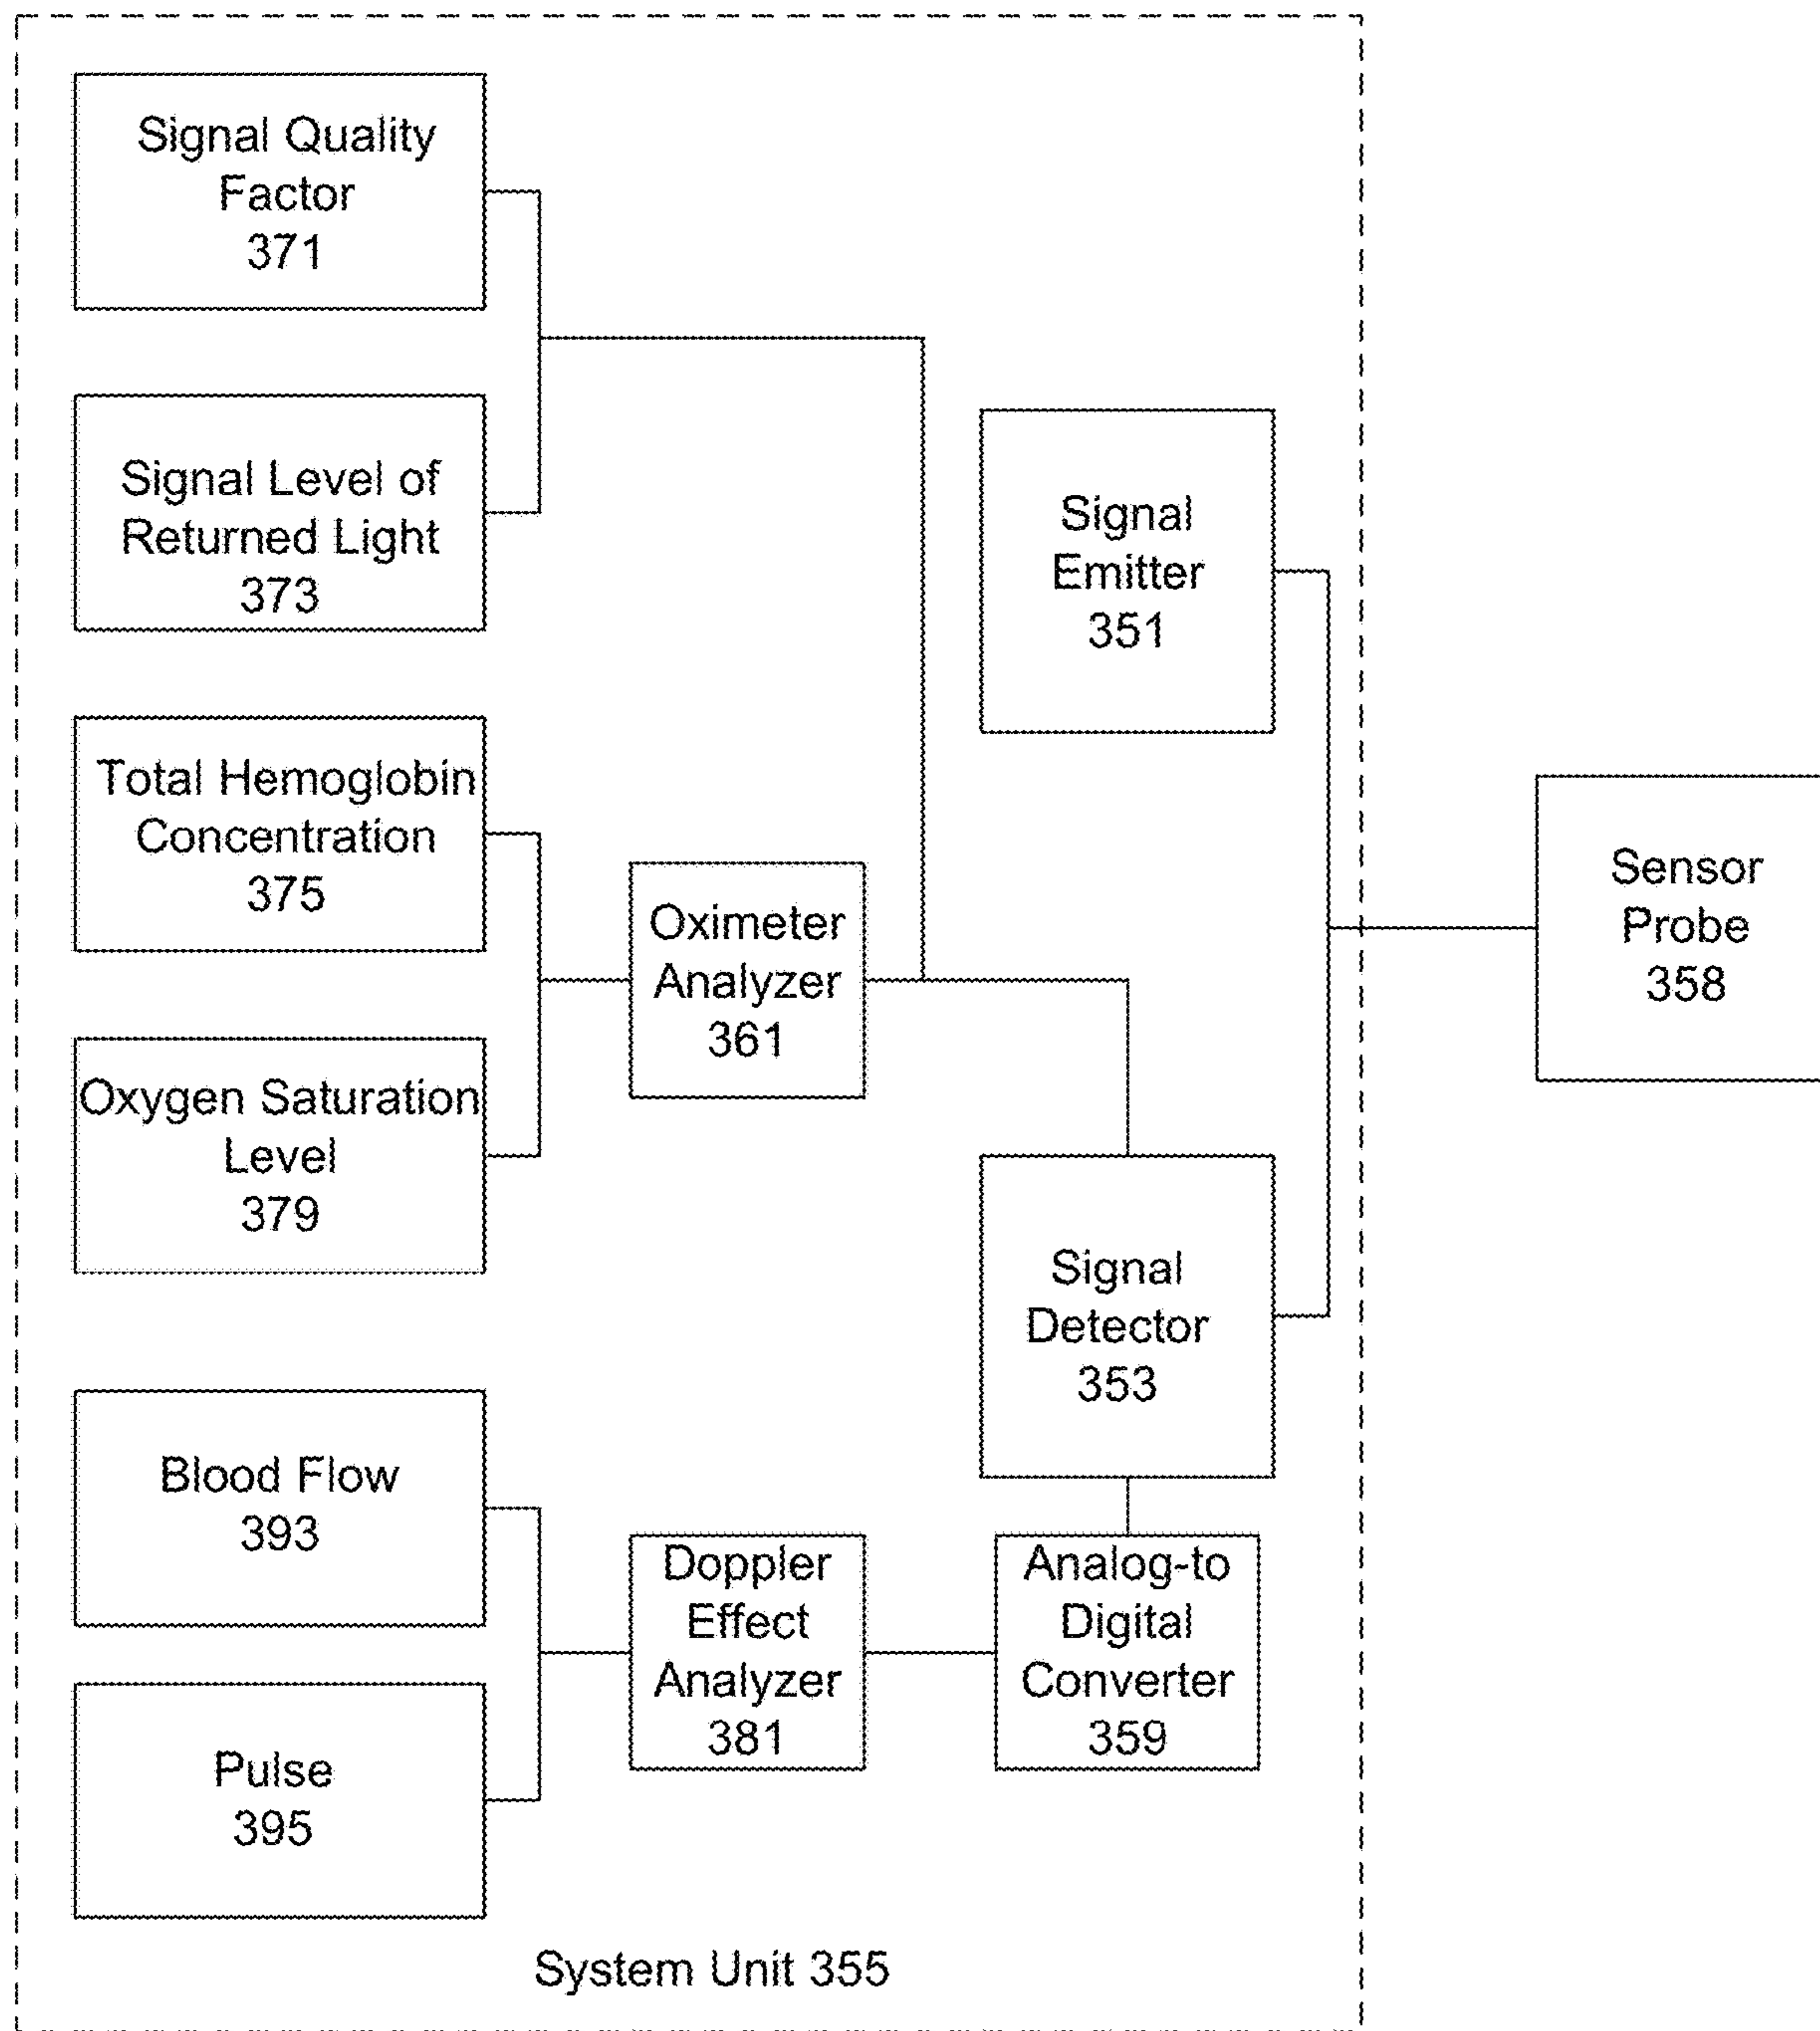 Signal Quality
Factor
371
Signal Level of
Returned Light
373
Signal
Emitter
351
Total Hemoglobin
Concentration
375
Oximeter
Analyzer
361
Sensor
Probe
358
Oxygen Saturation
Level
379
Signal
Detector
353
Blood Flow
393
Doppler
Effect
Analyzer
381
Analog-to
Digital
Converter
359
Pulse
395
System Unit 355